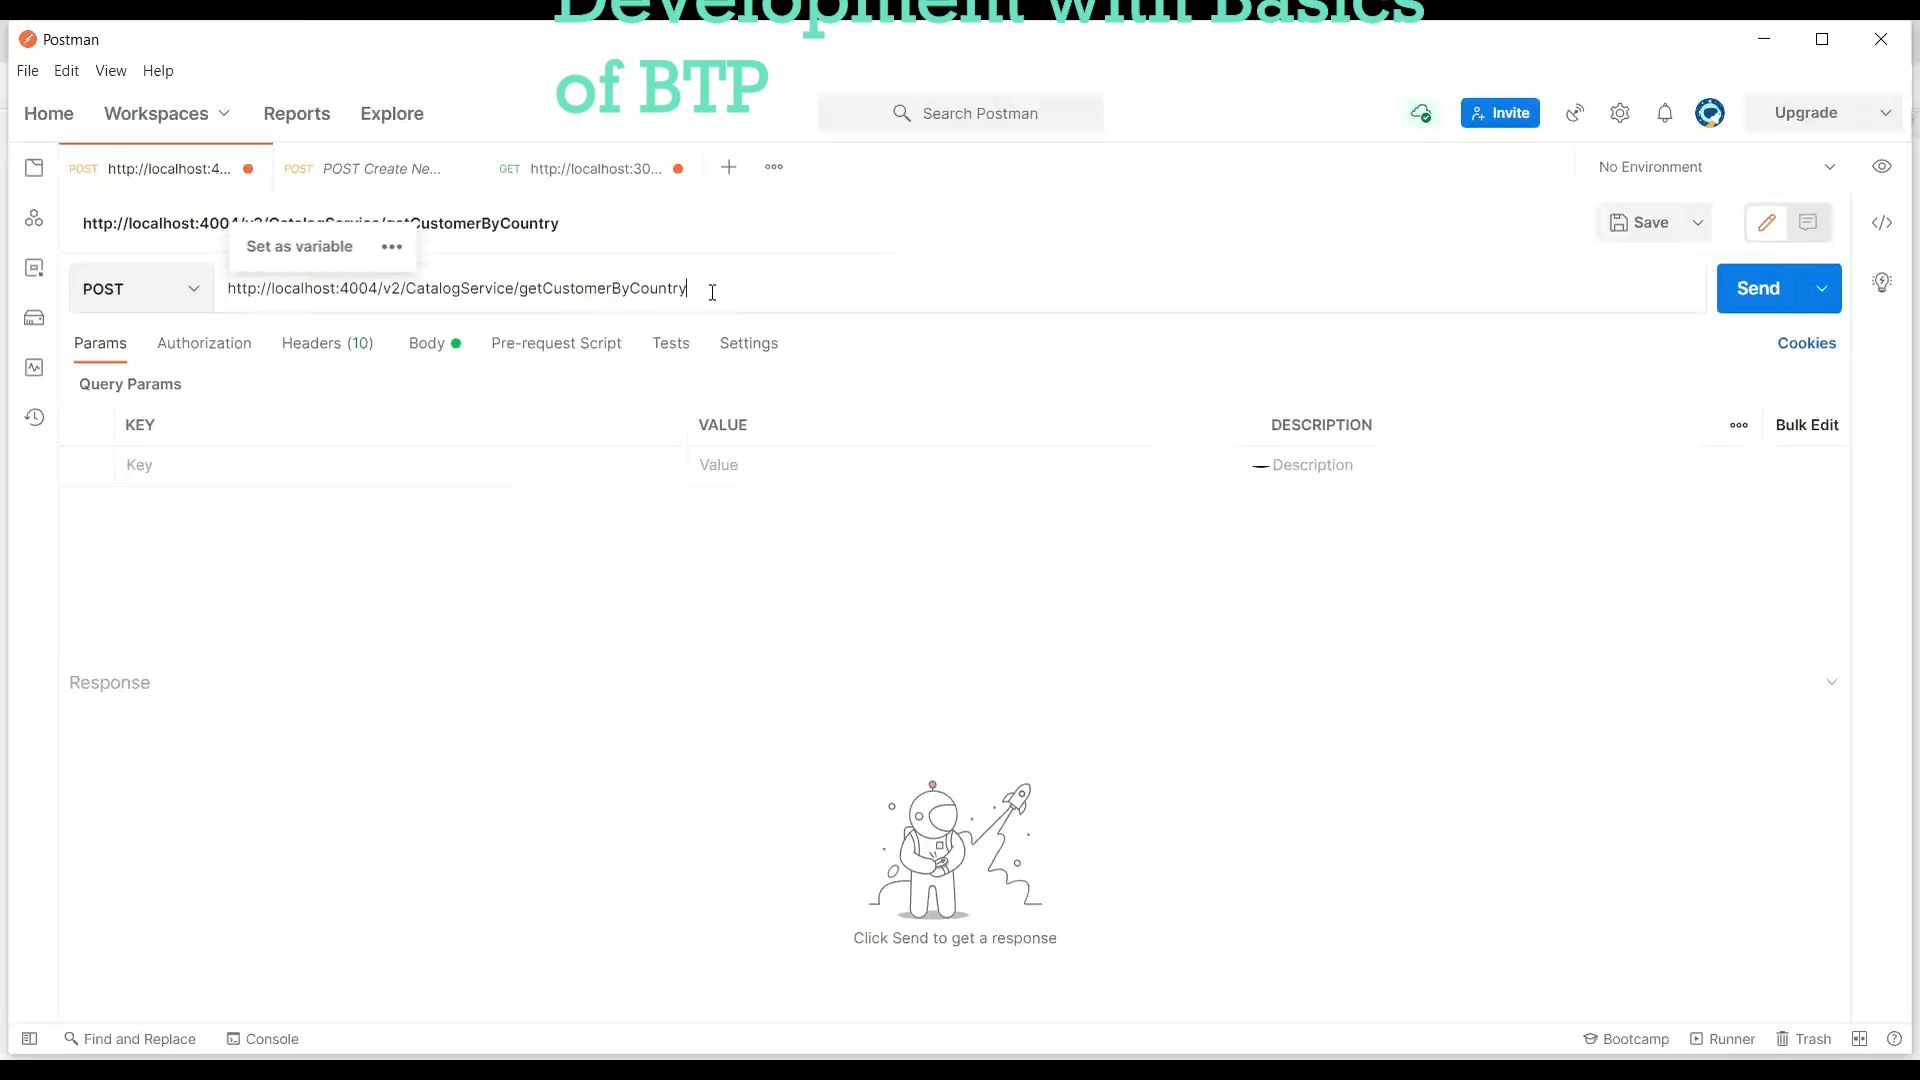 Development with Basics
of BTP
Postman
File Edit View Help
Home Workspaces Reports Explore Search Postman Invite Upgrade
POST http://localhost:4... POST POST Create Ne... GET http://localhost:30... No Environment
http://localhost:4004/v2/CatalogService/getCustomerByCountry Save
Set as variable
POST http://localhost:4004/v2/CatalogService/getCustomerByCountry Send
Params Authorization Headers (10) Body Pre-request Script Tests Settings Cookies
Query Params
KEY VALUE DESCRIPTION Bulk Edit
Key Value Description
Response
Click Send to get a response
Find and Replace Console Bootcamp Runner Trash